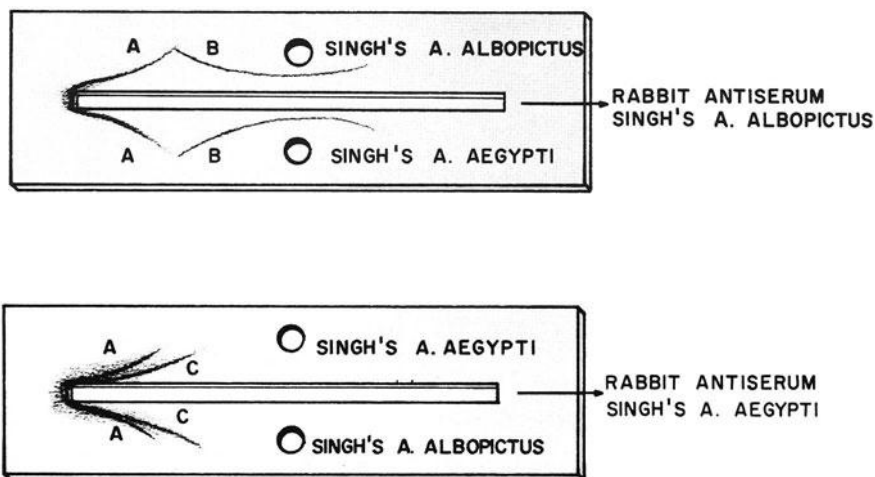 A B SINGH'S A. ALBOPICTUS
RABBIT ANTISERUM
SINGH'S A. ALBOPICTUS
A B SINGH'S A. AEGYPTI
A SINGH'S A. AEGYPTI
C
RABBIT ANTISERUM
SINGH'S A. AEGYPTI
C
A SINGH'S A. ALBOPICTUS